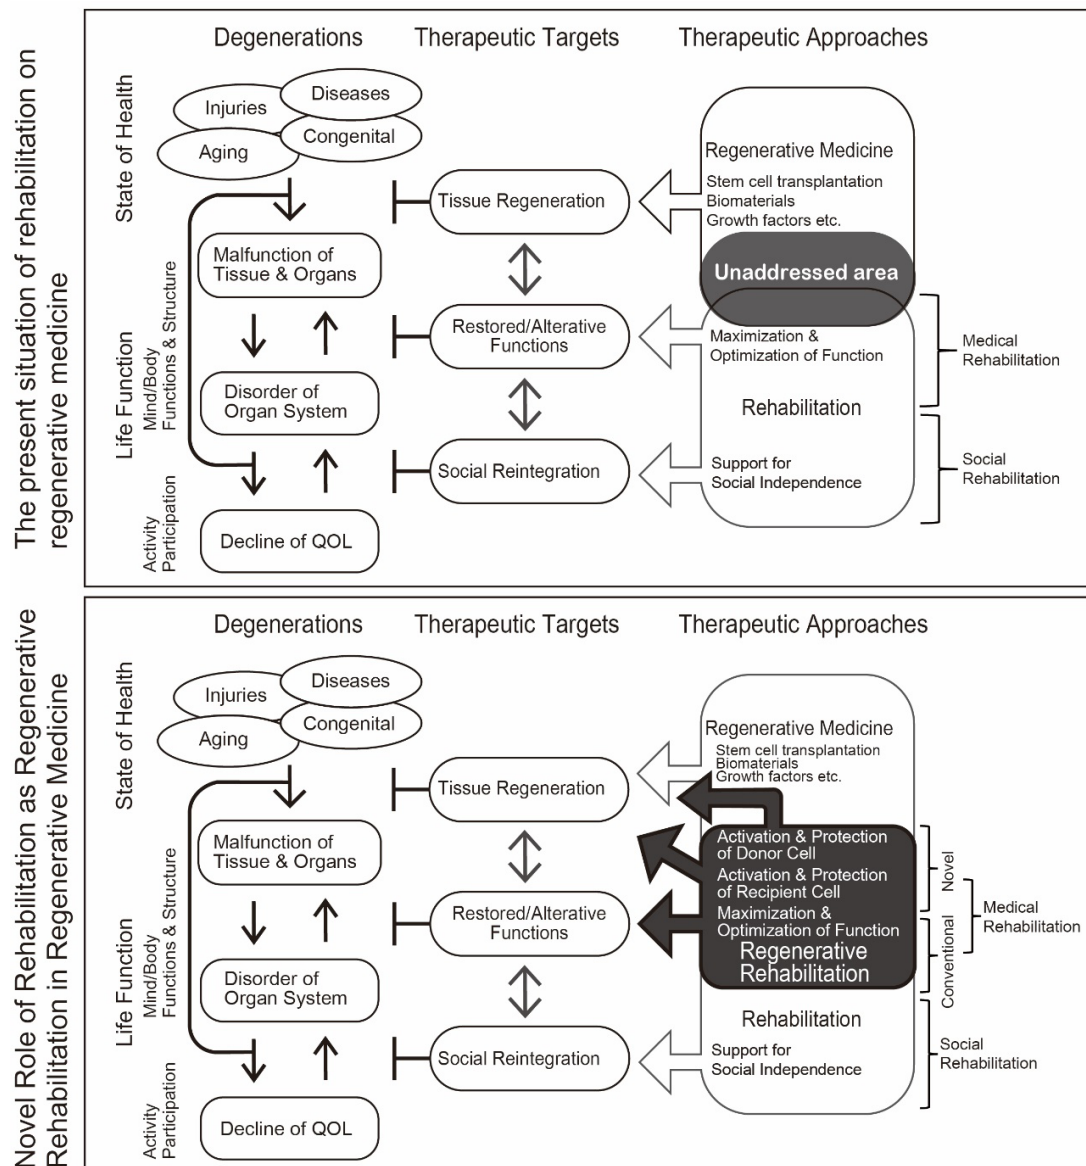 The present situation of rehabilitation on
regenerative medicine
Degenerations
Therapeutic Targets
Therapeutic Approaches
State of Health
Life Function
Mind/Body
Functions & Structure
Activity
Participation
Injuries
Diseases
Aging
Congenital
Malfunction of
Tissue & Organs
Disorder of
Organ System
Decline of QOL
Tissue Regeneration
Restored/Alterative
Functions
Social Reintegration
Regenerative Medicine
Stem cell transplantation
Biomaterials
Growth factors etc.
Unaddressed area
Maximization &
Optimization of Function
Rehabilitation
Support for
Social Independence
Medical
Rehabilitation
Social
Rehabilitation
Novel Role of Rehabilitation as Regenerative
Rehabilitation in Regenerative Medicine
Degenerations
Therapeutic Targets
Therapeutic Approaches
State of Health
Life Function
Mind/Body
Functions & Structure
Activity
Participation
Injuries
Diseases
Aging
Congenital
Malfunction of
Tissue & Organs
Disorder of
Organ System
Decline of QOL
Tissue Regeneration
Restored/Alterative
Functions
Social Reintegration
Regenerative Medicine
Stem cell transplantation
Biomaterials
Growth factors etc.
Activation & Protection
of Donor Cell
Activation & Protection
of Recipient Cell
Maximization &
Optimization of Function
Regenerative
Rehabilitation
Novel
Conventional
Medical
Rehabilitation
Rehabilitation
Support for
Social Independence
Social
Rehabilitation